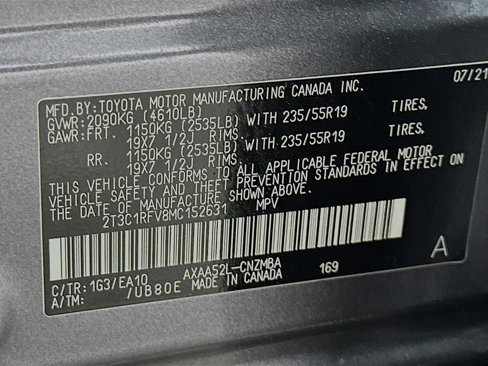 MFD.BY:TOYOTA MOTOR MANUFACTURING CANADA INC. 07/21
GVWR:2090KG (4610LB)
GAWR:FRT. 1150KG (2535LB) WITH 235/55R19 TIRES.
19X7 1/2J RIMS.
RR. 1150KG (2535LB) WITH 235/55R19 TIRES.
19X7 1/2J RIMS.
THIS VEHICLE CONFORMS TO ALL APPLICABLE FEDERAL MOTOR
VEHICLE SAFETY AND THEFT PREVENTION STANDARDS IN EFFECT ON
THE DATE OF MANUFACTURE SHOWN ABOVE.
2T3C1RFV8MC152631 MPV
C/TR:1G3/EA10 AXAA52L-CNZMBA 169 A
A/TM: /UB80E MADE IN CANADA